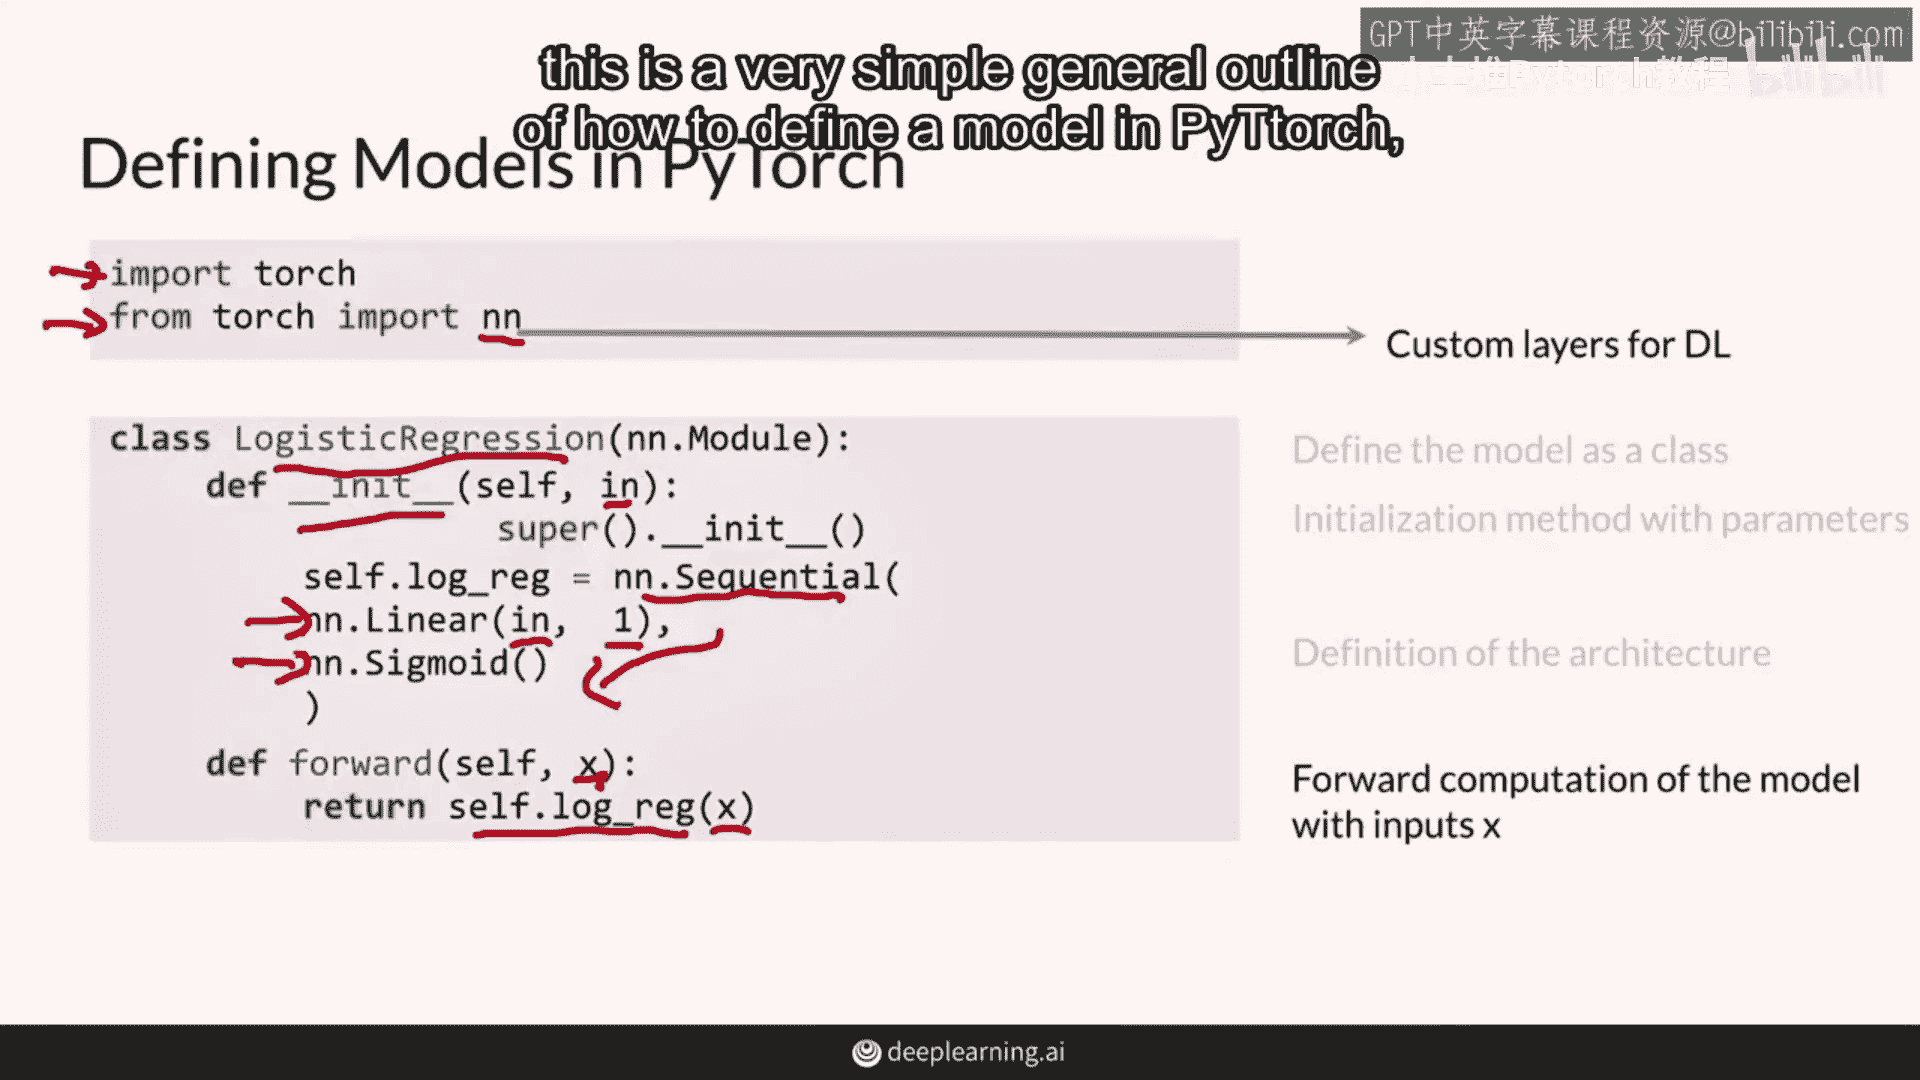 GPT中英字幕课程资源@bilibili.com
this is a very simple general outline
of how to define a model in PyTtorch,
Defining Models in PyTorch
import torch
from torch import nn
Custom layers for DL
class LogisticRegression(nn.Module):
Define the model as a class
def __init__(self, in):
Initialization method with parameters
super().__init__()
self.log_reg = nn.Sequential(
nn.Linear(in, 1),
Definition of the architecture
nn.Sigmoid()
)
def forward(self, x):
Forward computation of the model
return self.log_reg(x)
with inputs x
deeplearning.ai